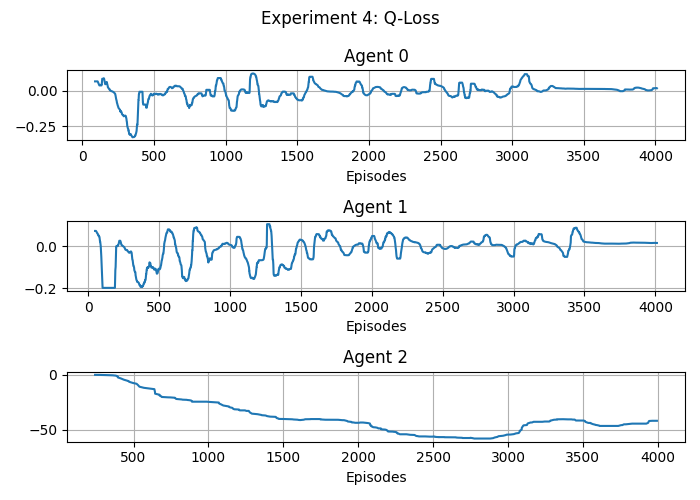 Experiment 4: Q-Loss
Agent 0
0.00
−0.25
0 500 1000 1500 2000 2500 3000 3500 4000
Episodes
Agent 1
0.0
−0.2
0 500 1000 1500 2000 2500 3000 3500 4000
Episodes
Agent 2
0
−50
500 1000 1500 2000 2500 3000 3500 4000
Episodes